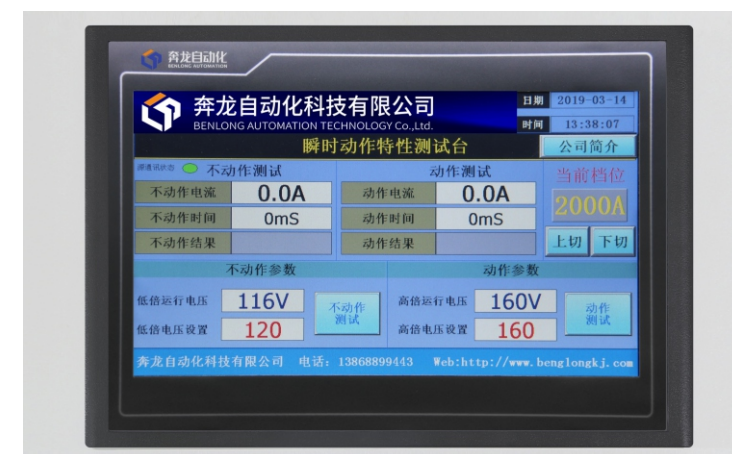 奔龙自动化
BENLONG AUTOMATION
奔龙自动化科技有限公司
BENLONG AUTOMATION TECHNOLOGY Co.,Ltd.
日期 2019-03-14
时间 13:38:07
瞬时动作特性测试台 公司简介
不动作测试 动作测试 当前档位
不动作电流 0.0A 动作电流 0.0A 2000A
不动作时间 0mS 动作时间 0mS
不动作结果 动作结果 上切 下切
不动作参数 动作参数
低倍运行电压 116V 不动作测试 高倍运行电压 160V 动作测试
低倍电压设置 120 高倍电压设置 160
奔龙自动化科技有限公司 电话: 13868899443 Web:http://www.benglongkj.com